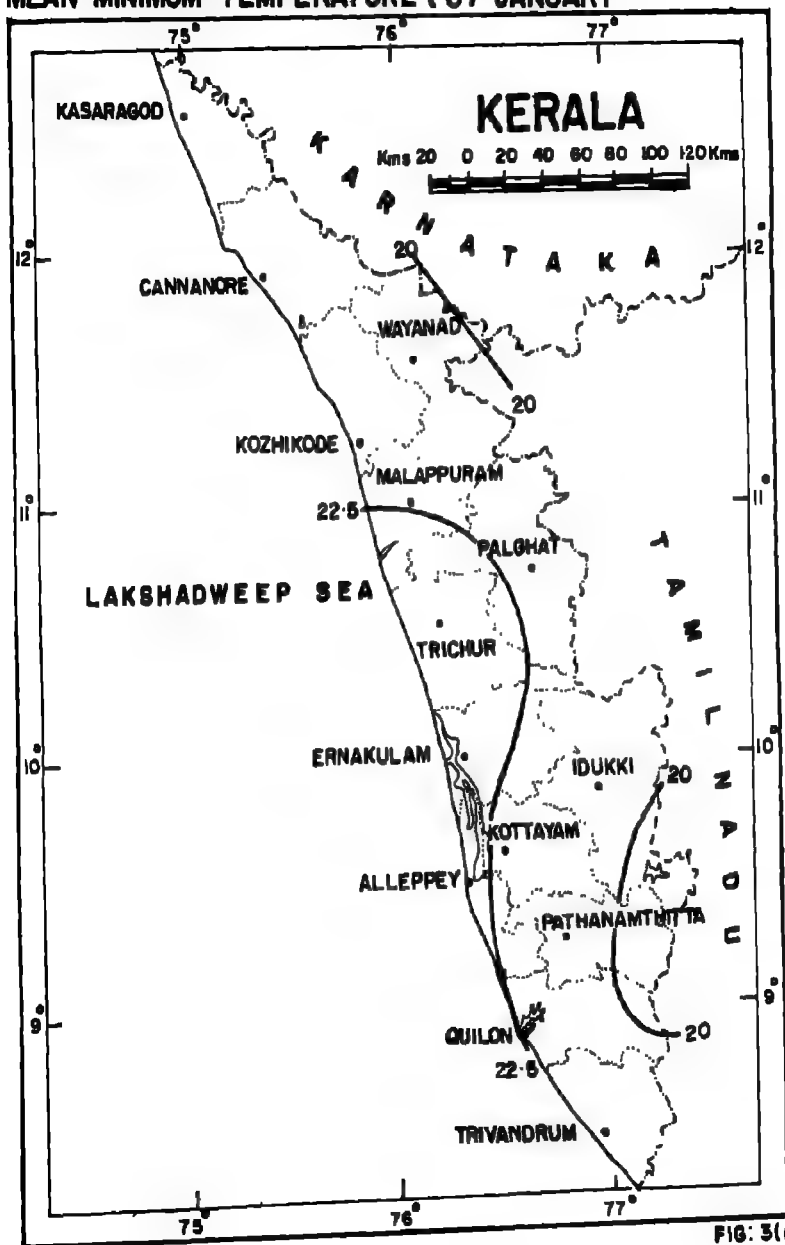 MEAN MINIMUM TEMPERATURE (C) JANUARY
75° 76° 77°
KERALA
Kms 20 0 20 40 60 80 100 120 Kms
KASARAGOD
KARNATAKA
12° 20 12°
CANNANORE
WAYANAD
20
KOZHIKODE
MALAPPURAM
11° 22·5 11°
PALGHAT
TAMIL NADU
LAKSHADWEEP SEA
TRICHUR
10° ERNAKULAM 10°
IDUKKI 20
KOTTAYAM
ALLEPPEY
PATHANAMTHITTA
9° 9°
QUILON 20
22·5
TRIVANDRUM
75° 76° 77°
FIG: 3(